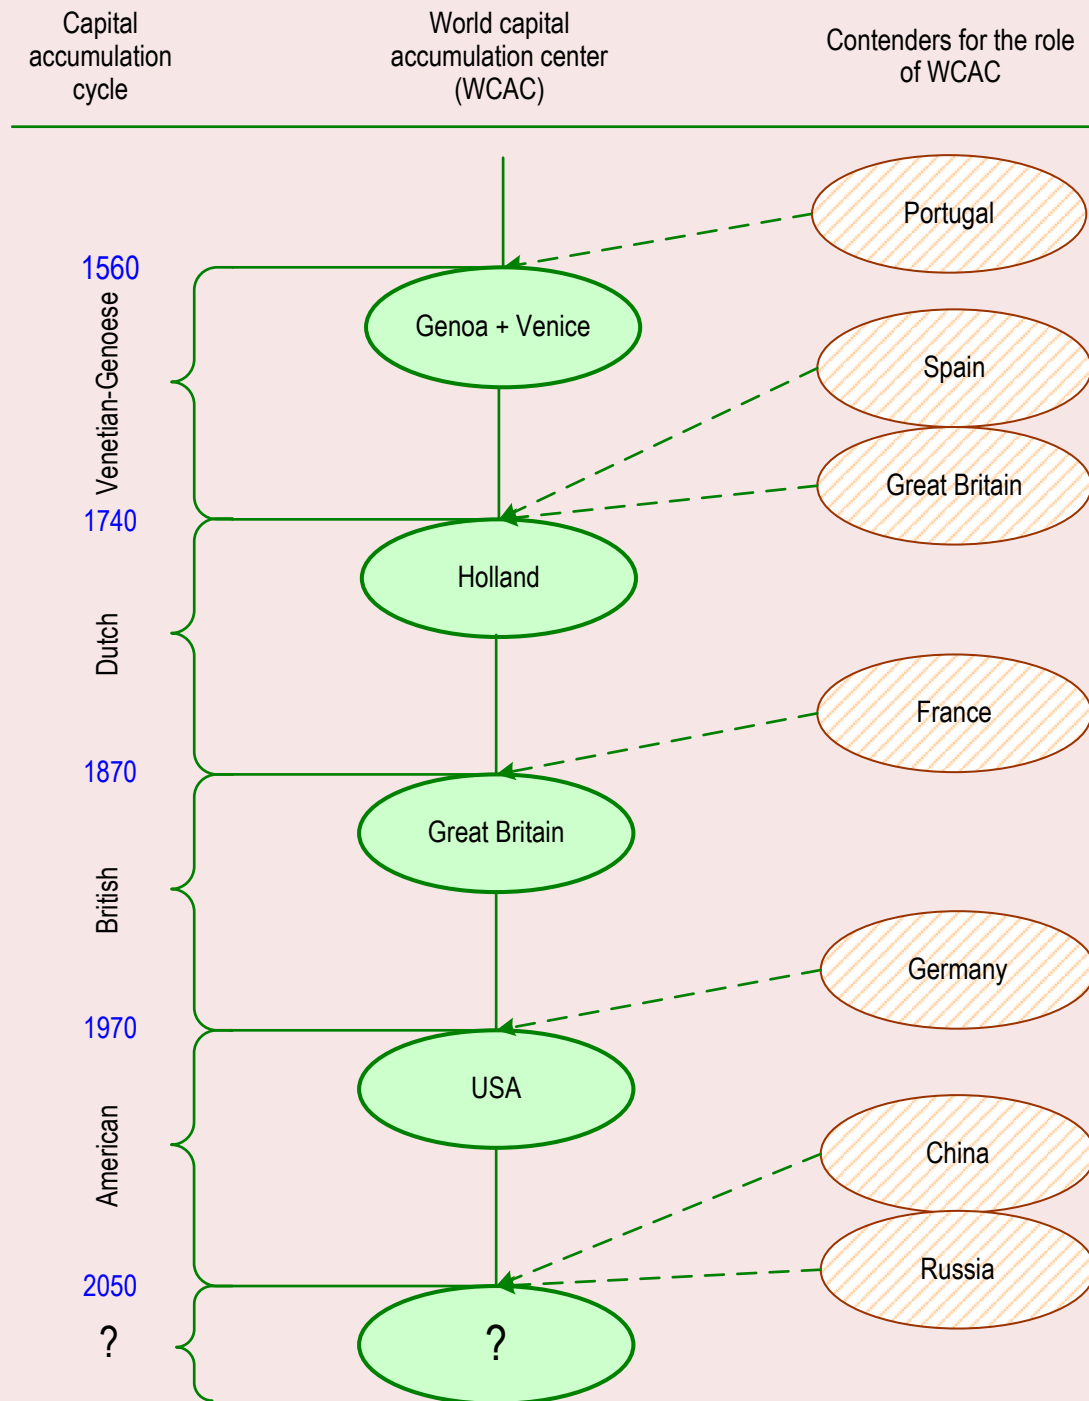 Capital
accumulation
cycle
World capital
accumulation center
(WCAC)
Contenders for the role
of WCAC
Portugal
1560
Venetian-Genoese
Genoa + Venice
Spain
Great Britain
1740
Holland
Dutch
France
1870
Great Britain
British
Germany
1970
USA
American
China
Russia
2050
?
?